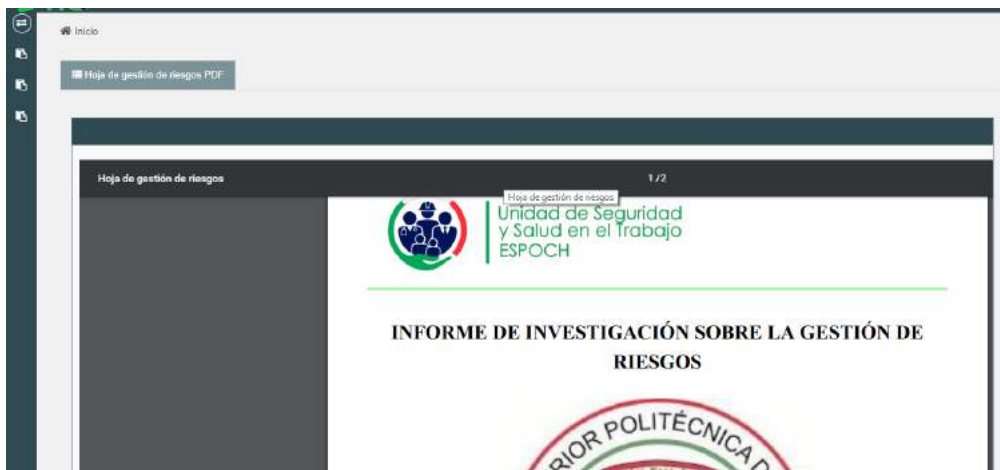 Inicio
Hoja de gestión de riesgos PDF
Hoja de gestión de riesgos
1 / 2
Hoja de gestión de riesgos
Unidad de Seguridad
y Salud en el Trabajo
ESPOCH
INFORME DE INVESTIGACIÓN SOBRE LA GESTIÓN DE
RIESGOS
POLITÉCNICA